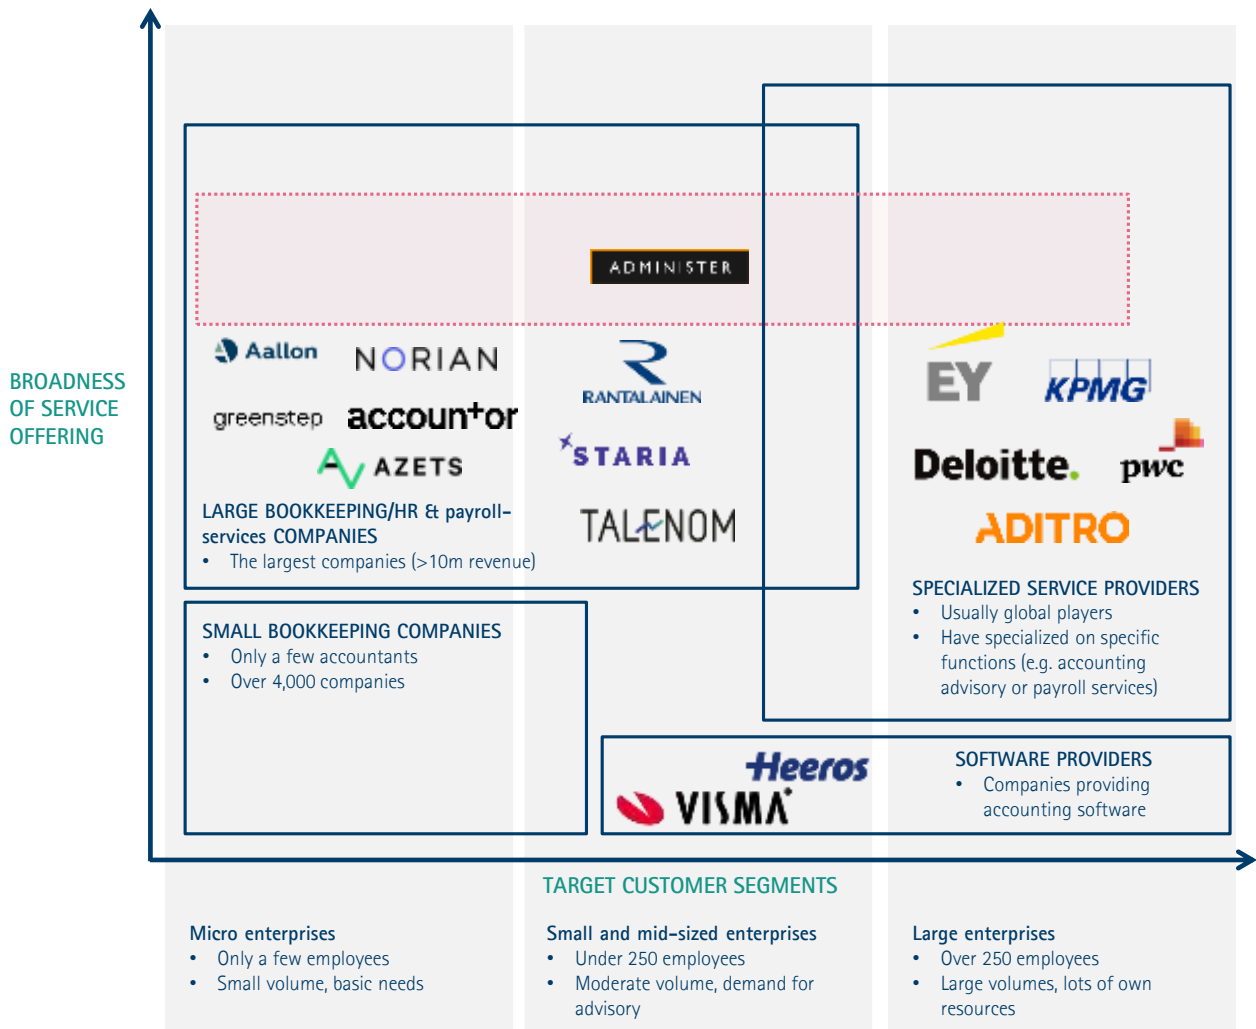 BROADNESS
OF SERVICE
OFFERING
ADMINISTER
Aallon
NORIAN
greenstep
accountor
AZETS
LARGE BOOKKEEPING/HR & payroll-
services COMPANIES
• The largest companies (>10m revenue)
RANTALAINEN
STARIA
TALENOM
EY
KPMG
Deloitte.
pwc
ADITRO
SPECIALIZED SERVICE PROVIDERS
• Usually global players
• Have specialized on specific
functions (e.g. accounting
advisory or payroll services)
SMALL BOOKKEEPING COMPANIES
• Only a few accountants
• Over 4,000 companies
Heeros
VISMA
SOFTWARE PROVIDERS
• Companies providing
accounting software
TARGET CUSTOMER SEGMENTS
Micro enterprises
• Only a few employees
• Small volume, basic needs
Small and mid-sized enterprises
• Under 250 employees
• Moderate volume, demand for
advisory
Large enterprises
• Over 250 employees
• Large volumes, lots of own
resources